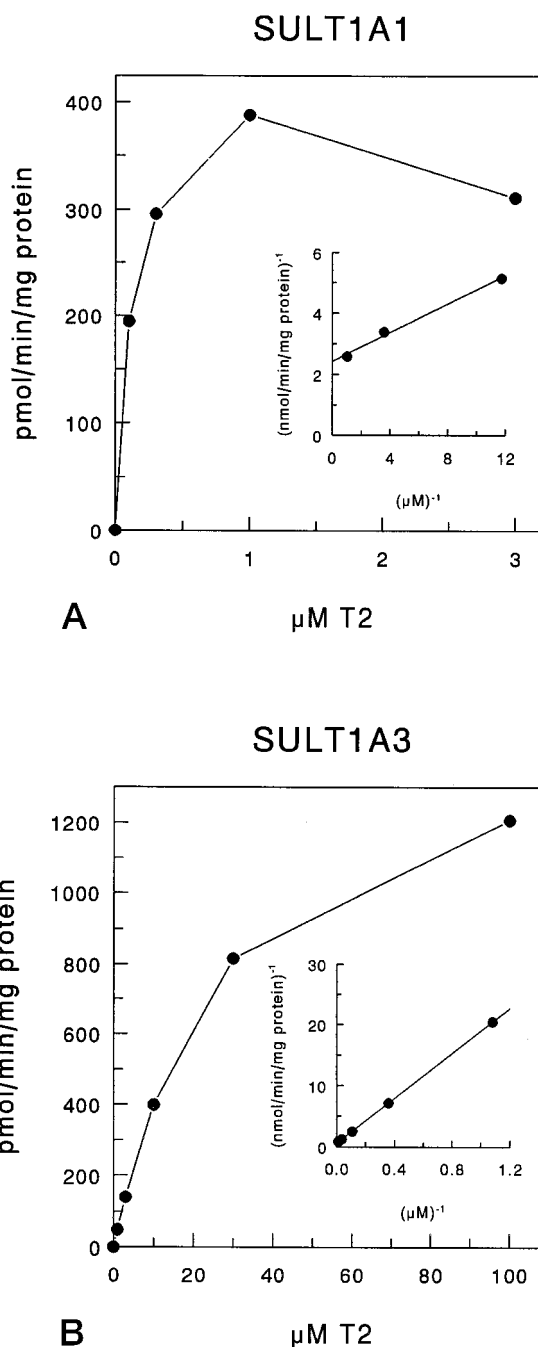 SULT1A1
400
300
200
100
0
pmol/min/mg protein
0 1 2 3
µM T2
6
4
2
0
(nmol/min/mg protein)-1
0 4 8 12
(µM)-1
A
SULT1A3
1200
1000
800
600
400
200
0
pmol/min/mg protein
0 20 40 60 80 100
µM T2
30
20
10
0
(nmol/min/mg protein)-1
0.0 0.4 0.8 1.2
(µM)-1
B